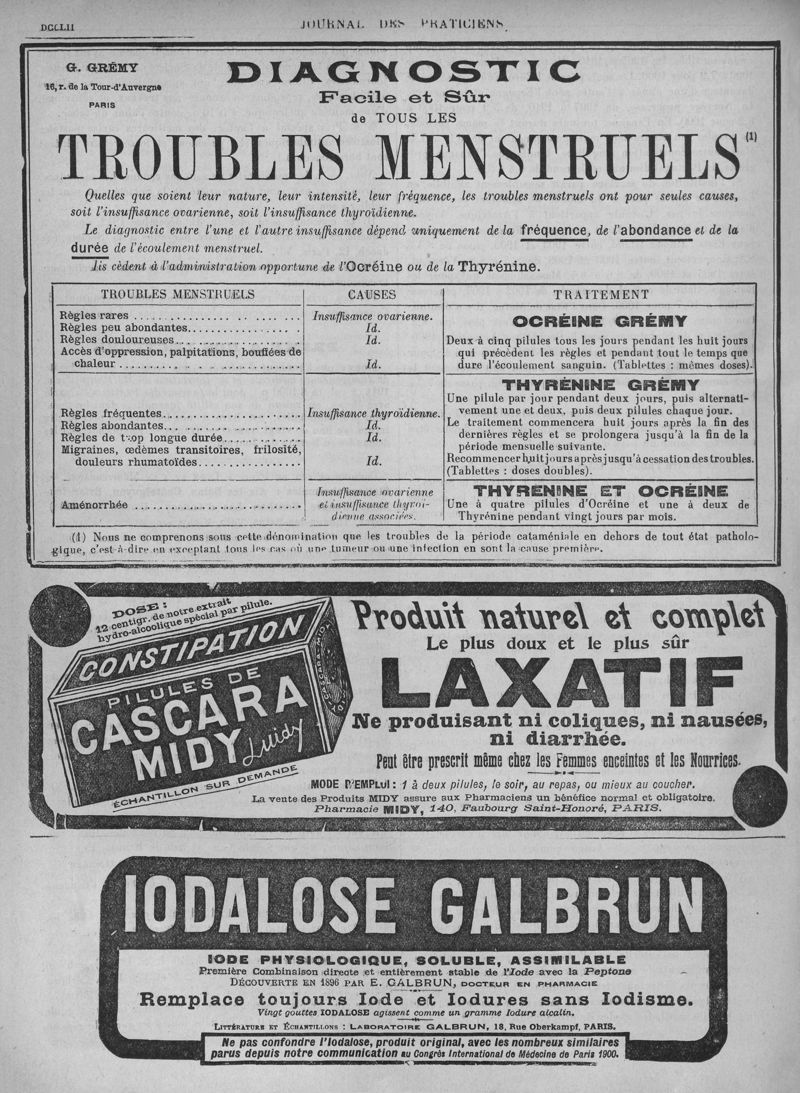 DCCLII
JOURNAL DES PRATICIENS.
G. GRÉMY
16, r. de la Tour-d'Auvergne
PARIS
DIAGNOSTIC
Facile et Sûr
de TOUS LES
TROUBLES MENSTRUELS (1)
Quelles que soient leur nature, leur intensité, leur fréquence, les troubles menstruels ont pour seules causes,
soit l'insuffisance ovarienne, soit l'insuffisance thyroïdienne.
Le diagnostic entre l'une et l'autre insuffisance dépend uniquement de la fréquence, de l'abondance et de la
durée de l'écoulement menstruel.
Ils cèdent à l'administration opportune de l'Ocréine ou de la Thyrénine.
TROUBLES MENSTRUELS
CAUSES
TRAITEMENT
Règles rares
Insuffisance ovarienne.
Règles peu abondantes
Id.
Règles douloureuses
Id.
Accès d'oppression, palpitations, bouffées de
chaleur
Id.
OCRÉINE GRÉMY
Deux à cinq pilules tous les jours pendant les huit jours
qui précèdent les règles et pendant tout le temps que
dure l'écoulement sanguin. (Tablettes : mêmes doses).
Règles fréquentes
Insuffisance thyroïdienne.
Règles abondantes
Id.
Règles de trop longue durée
Id.
Migraines, œdèmes transitoires, frilosité,
douleurs rhumatoïdes
Id.
THYRÉNINE GRÉMY
Une pilule par jour pendant deux jours, puis alternati-
vement une et deux, puis deux pilules chaque jour.
Le traitement commencera huit jours après la fin des
dernières règles et se prolongera jusqu'à la fin de la
période mensuelle suivante.
Recommencer huit jours après jusqu'à cessation des troubles.
(Tablettes : doses doubles).
Aménorrhée
Insuffisance ovarienne
et insuffisance thyroï-
dienne associées.
THYRÉNINE ET OCRÉINE
Une à quatre pilules d'Ocréine et une à deux de
Thyrénine pendant vingt jours par mois.
(1) Nous ne comprenons sous cette dénomination que les troubles de la période cataméniale en dehors de tout état patholo-
gique, c'est-à-dire en exceptant tous les cas où une tumeur ou une infection en sont la cause première.
DOSE :
12 centigr. de notre extrait
hydro-alcoolique spécial par pilule.
CONSTIPATION
PILULES DE
CASCARA
MIDY
ÉCHANTILLON SUR DEMANDE
Produit naturel et complet
Le plus doux et le plus sûr
LAXATIF
Ne produisant ni coliques, ni nausées,
ni diarrhée.
Peut être prescrit même chez les Femmes enceintes et les Nourrices.
MODE D'EMPLOI : 1 à deux pilules, le soir, au repas, ou mieux au coucher.
La vente des Produits MIDY assure aux Pharmaciens un bénéfice normal et obligatoire.
Pharmacie MIDY, 140, Faubourg Saint-Honoré, PARIS.
IODALOSE GALBRUN
IODE PHYSIOLOGIQUE, SOLUBLE, ASSIMILABLE
Première Combinaison directe et entièrement stable de l'Iode avec la Peptone
DÉCOUVERTE EN 1896 PAR E. GALBRUN, DOCTEUR EN PHARMACIE
Remplace toujours Iode et Iodures sans Iodisme.
Vingt gouttes IODALOSE agissent comme un gramme Iodure alcalin.
LITTÉRATURE ET ÉCHANTILLONS : LABORATOIRE GALBRUN, 18, Rue Oberkampf, PARIS.
Ne pas confondre l'Iodalose, produit original, avec les nombreux similaires
parus depuis notre communication au Congrès International de Médecine de Paris 1900.